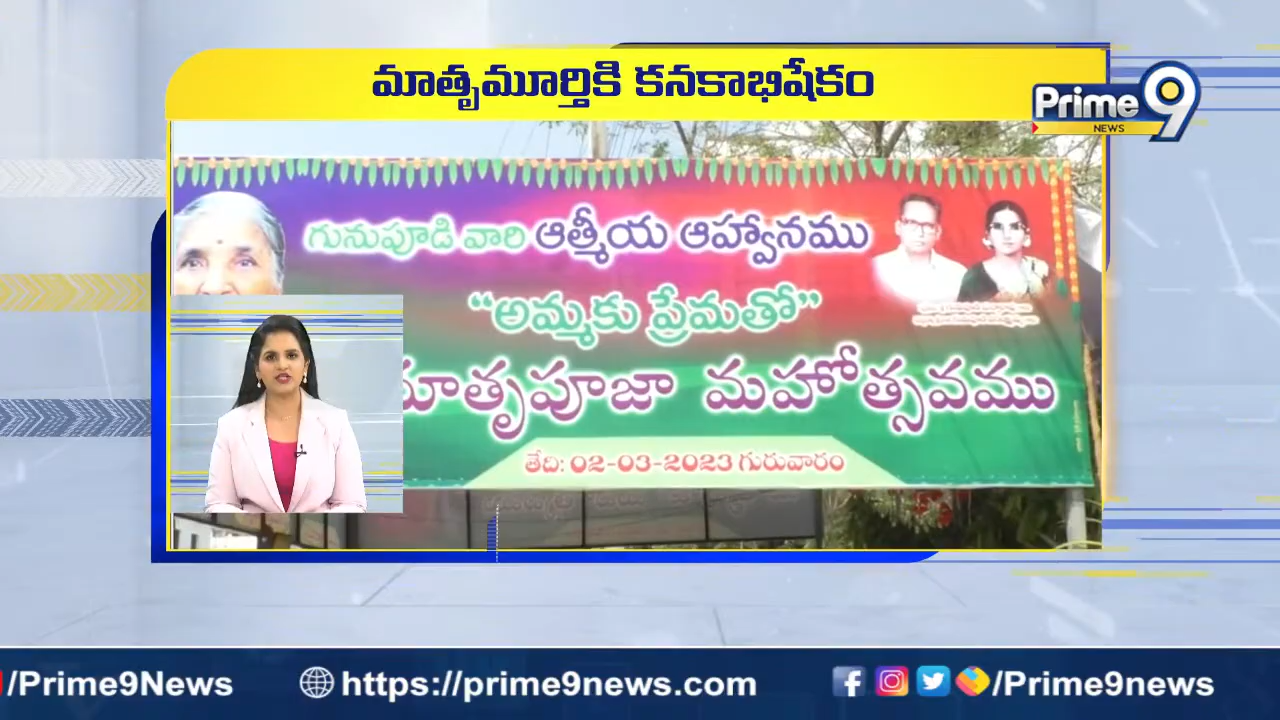 మాతృమూర్తికి కనకాభిషేకం
Prime9
NEWS
గునుపూడి వారి ఆత్మీయ ఆహ్వానము
“అమ్మకు ప్రేమతో”
మాతృపూజా మహోత్సవము
తేది: 02-03-2023 గురువారం
/Prime9News
https://prime9news.com
/Prime9news